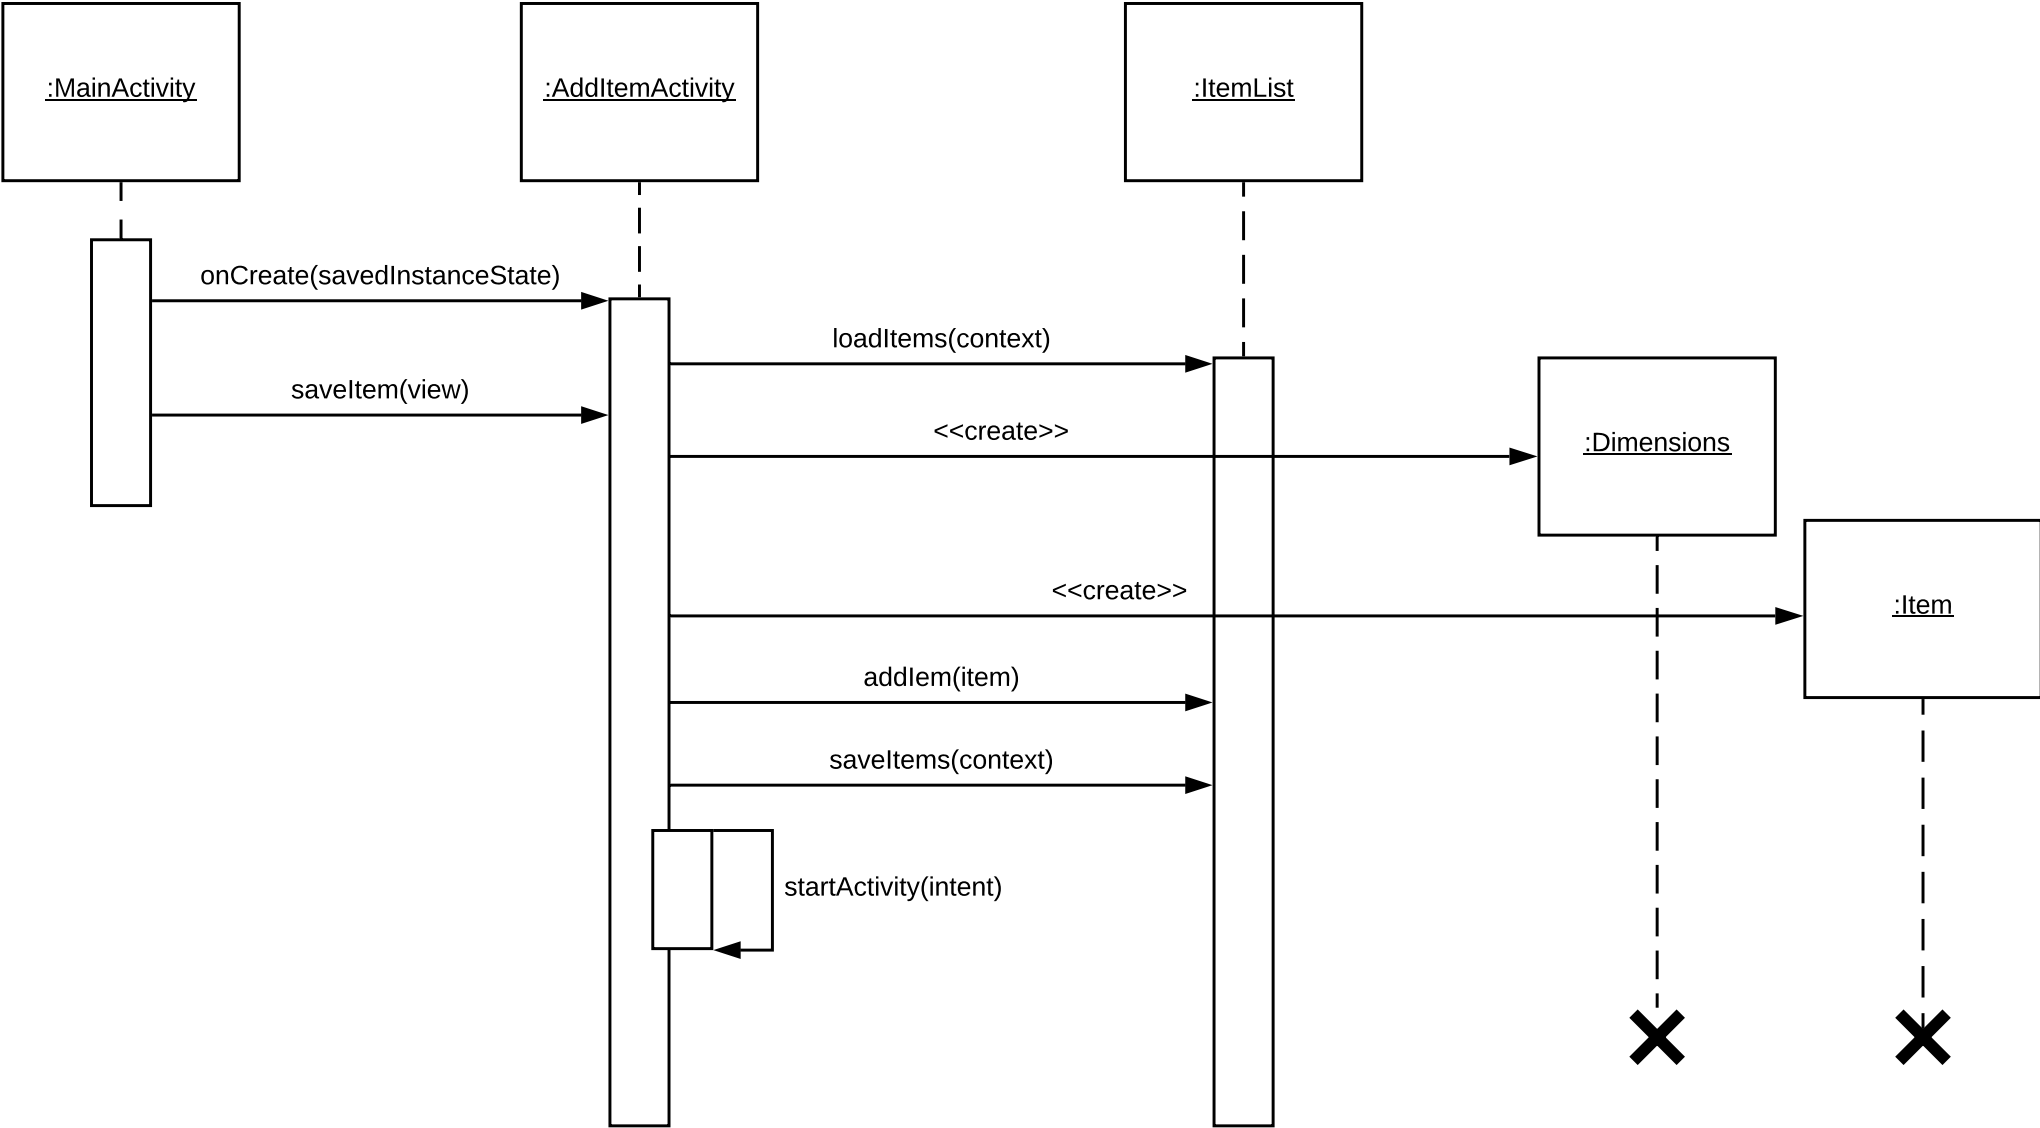 :MainActivity
:AddItemActivity
:ItemList
onCreate(savedInstanceState)
loadItems(context)
saveItem(view)
<<create>>
:Dimensions
<<create>>
:Item
addIem(item)
saveItems(context)
startActivity(intent)